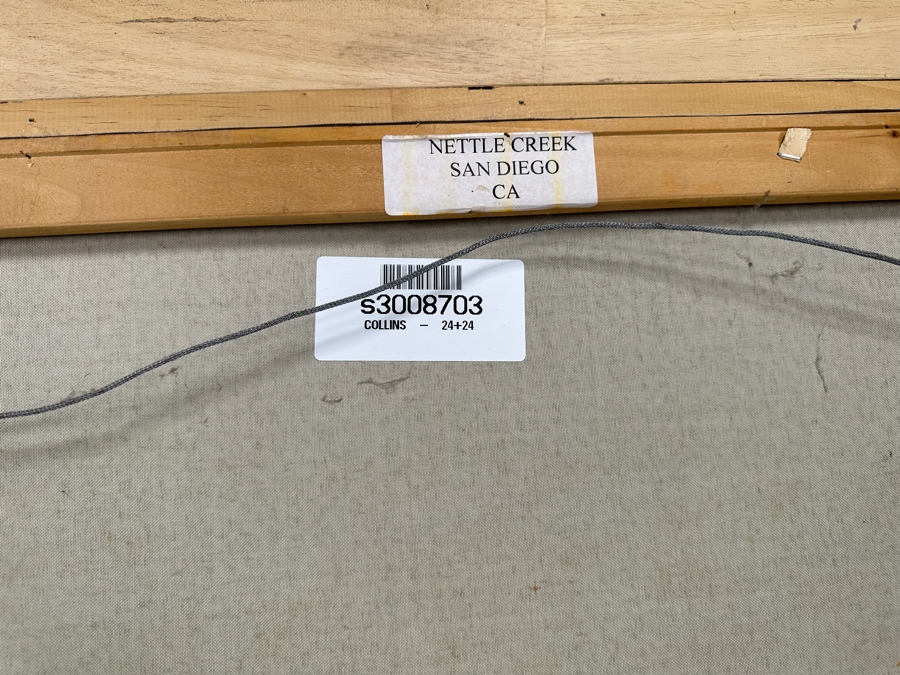 NETTLE CREEK
SAN DIEGO
CA
s3008703
COLLINS - 24+24